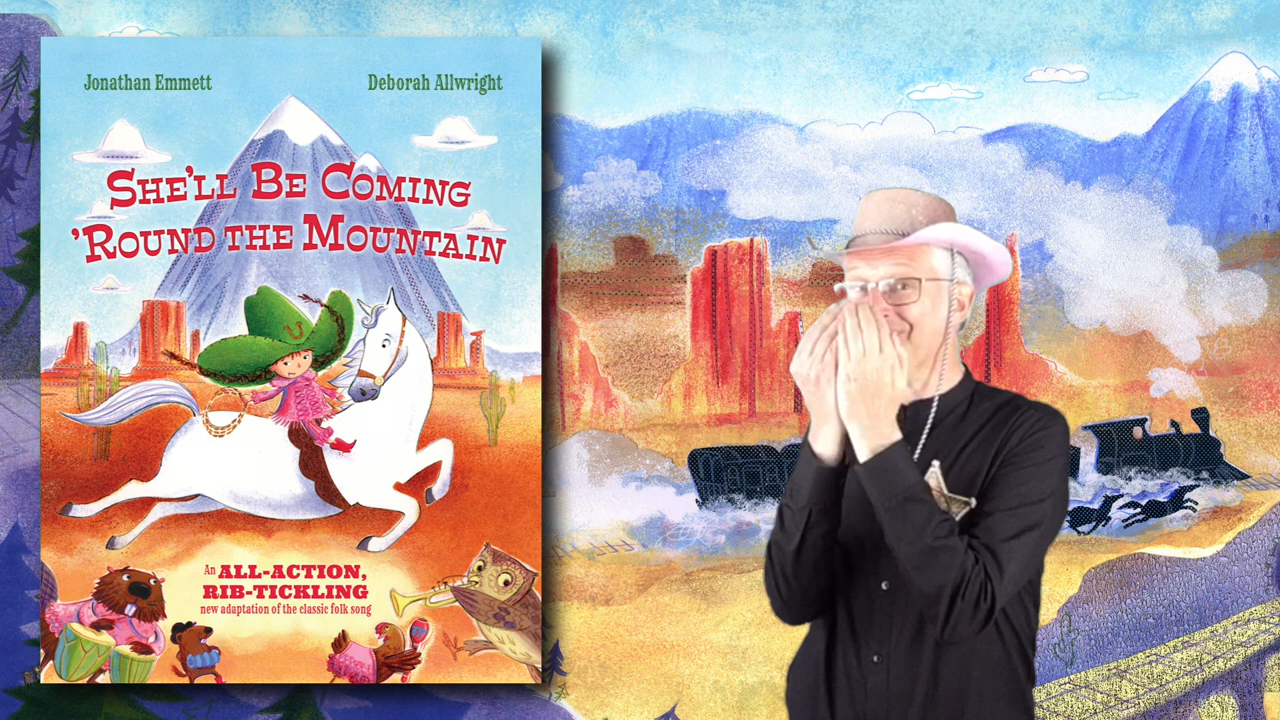 Jonathan Emmett
Deborah Allwright
She'll Be Coming
'Round the Mountain
An ALL-ACTION,
RIB-TICKLING
new adaptation of the classic folk song